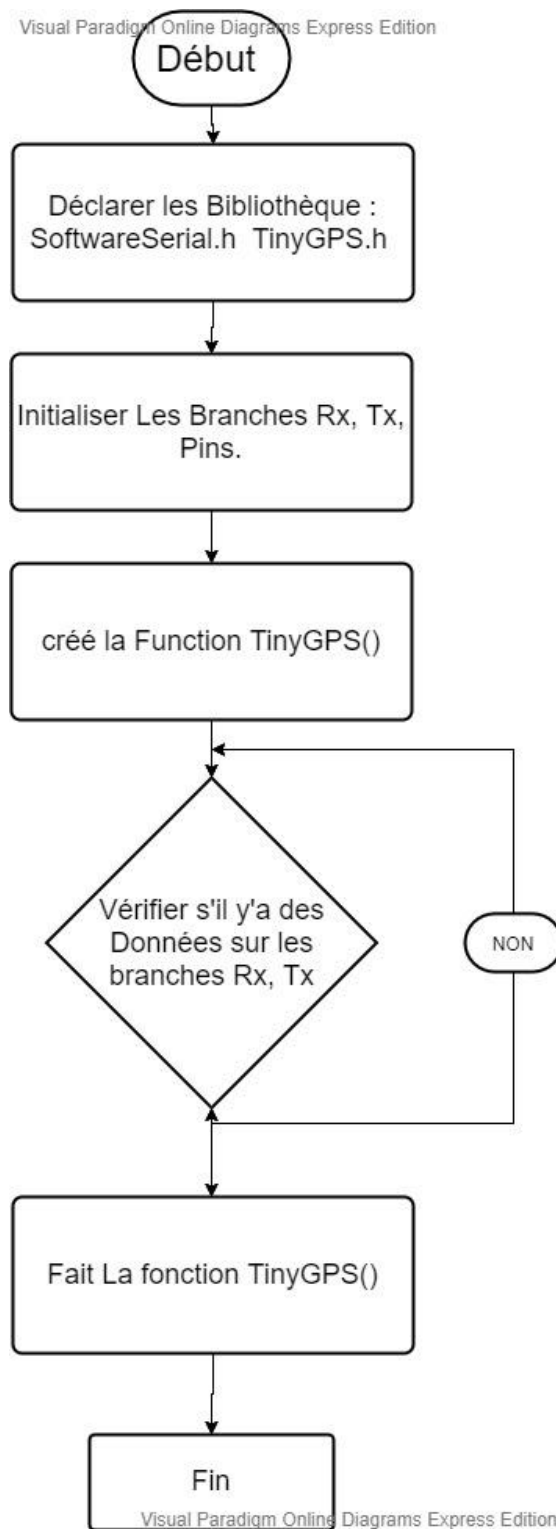 Visual Paradigm Online Diagrams Express Edition
Début
Déclarer les Bibliothèque :
SoftwareSerial.h TinyGPS.h
Initialiser Les Branches Rx, Tx,
Pins.
créé la Function TinyGPS()
Vérifier s'il y'a des
Données sur les
branches Rx, Tx
NON
Fait La fonction TinyGPS()
Fin
Visual Paradigm Online Diagrams Express Edition